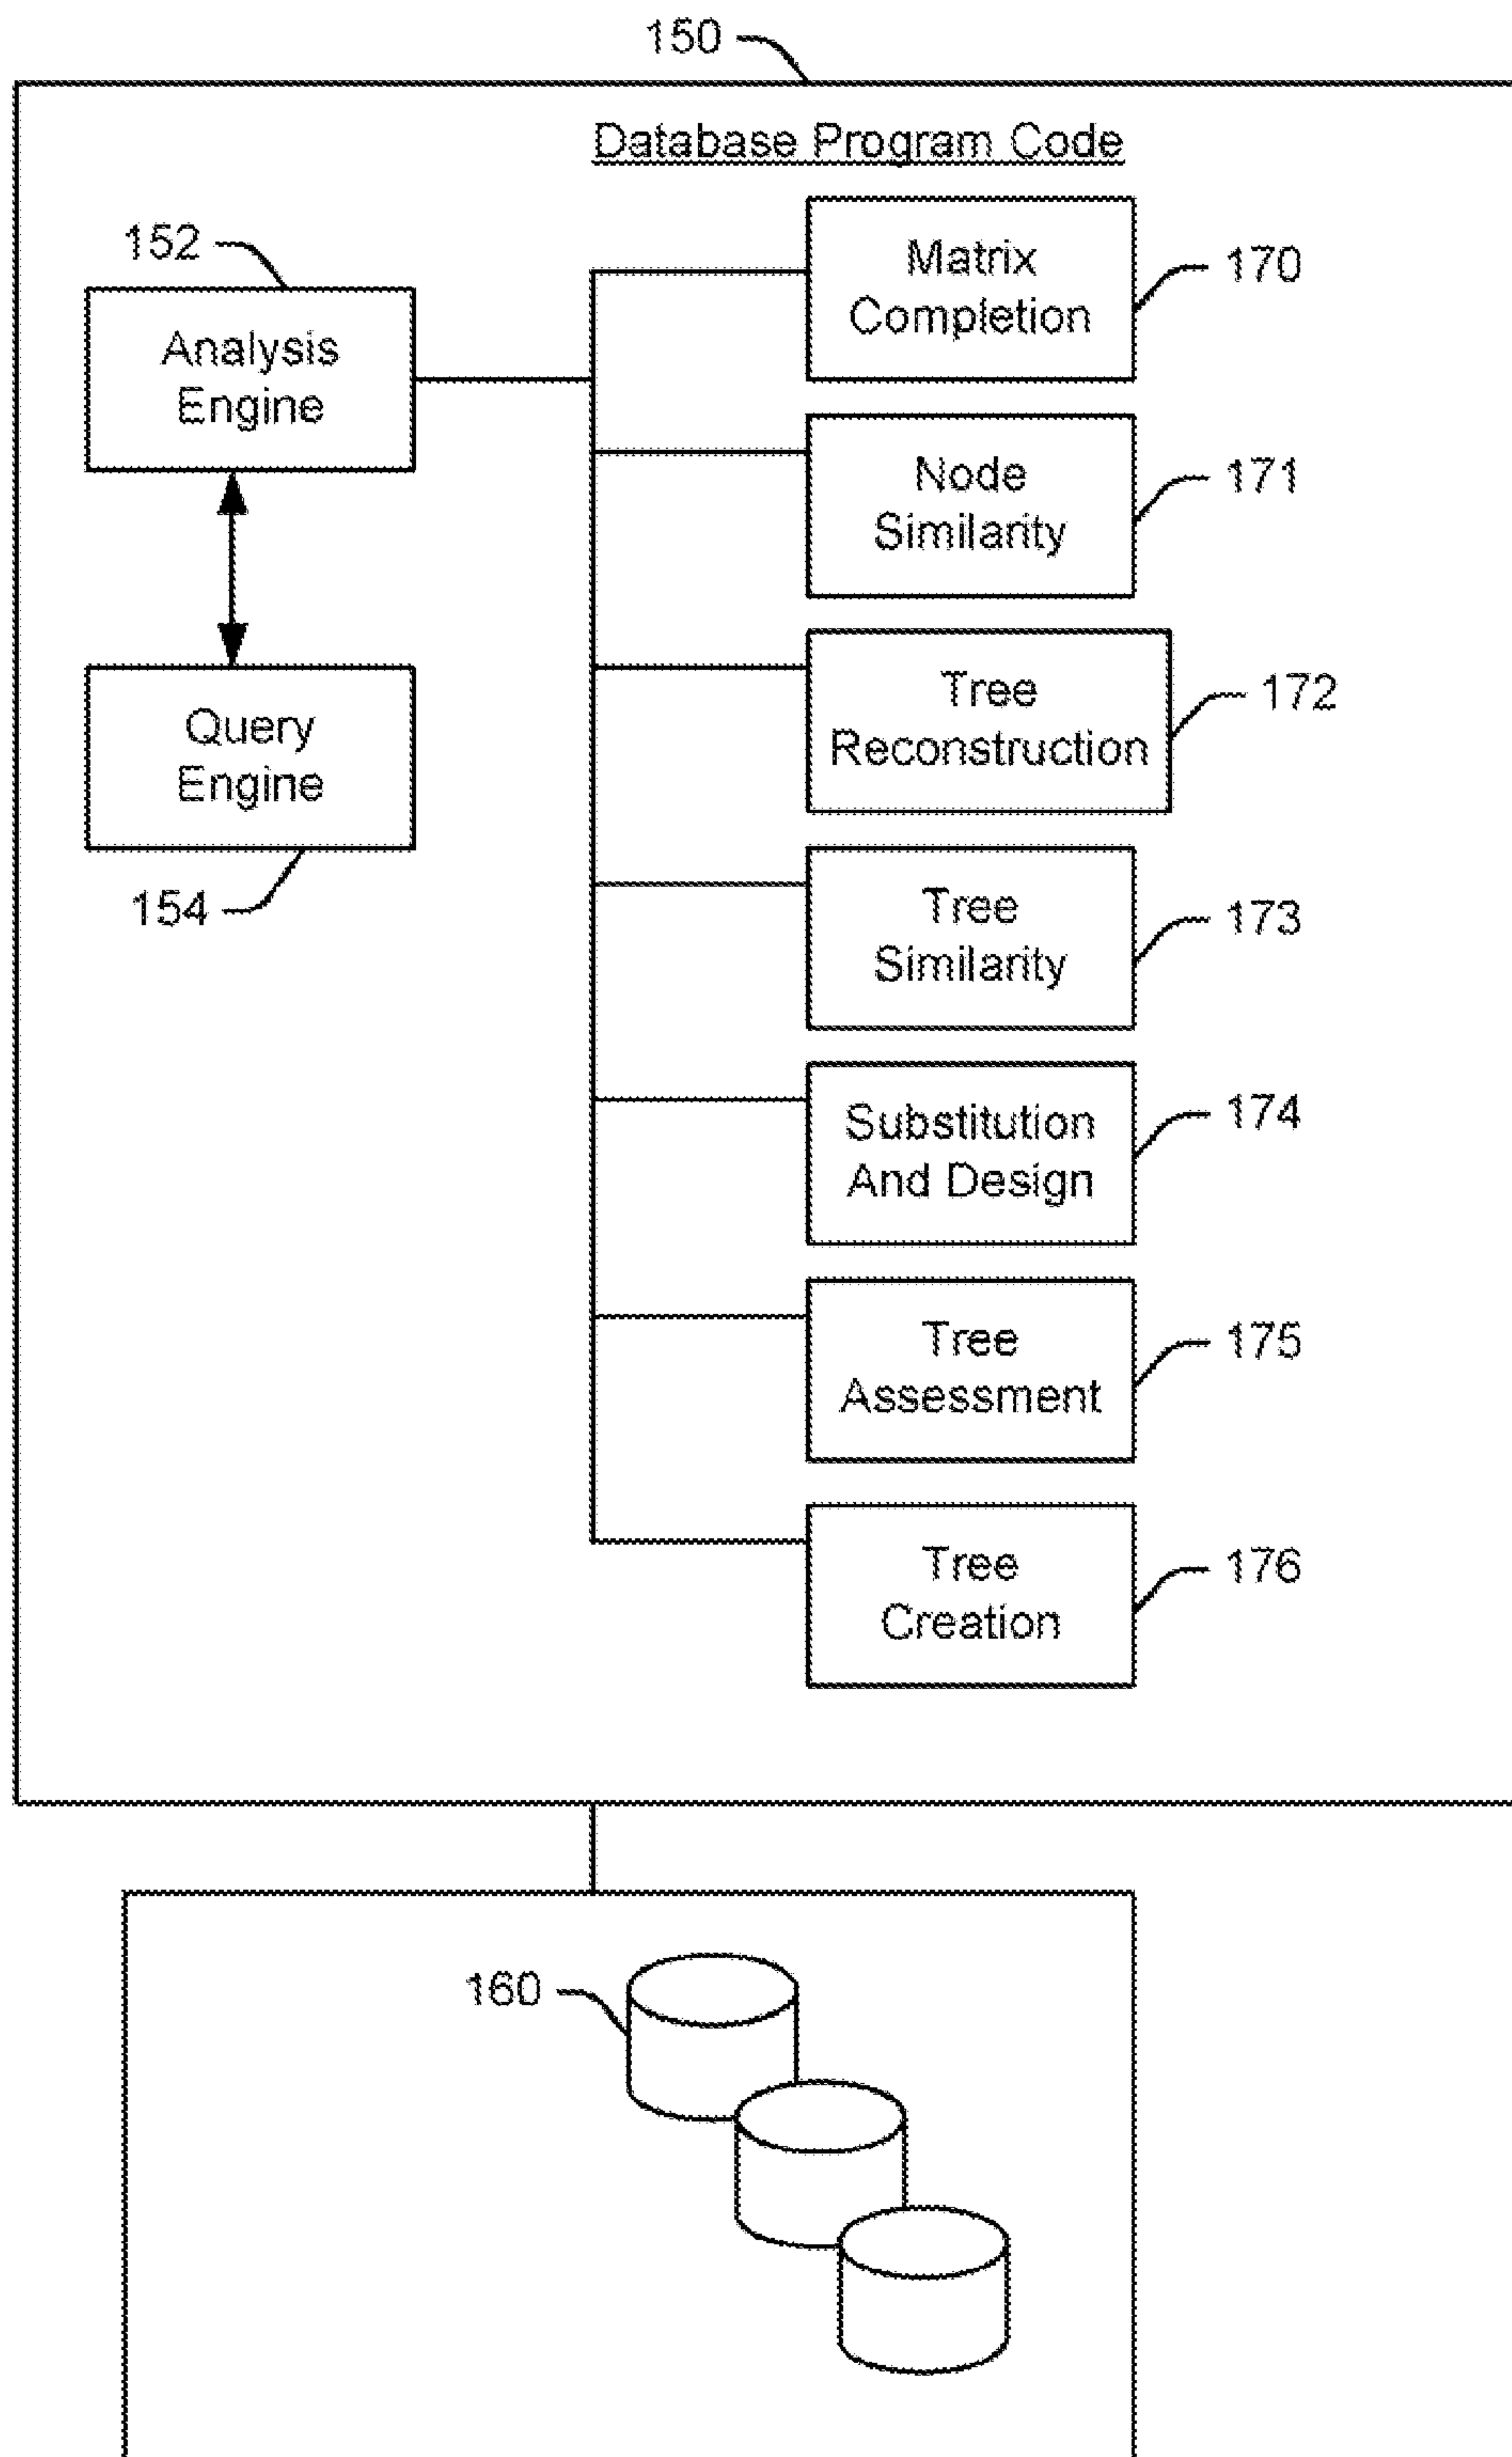 150
Database Program Code
152
Analysis
Engine
Query
Engine
154
Matrix
Completion
170
Node
Similarity
171
Tree
Reconstruction
172
Tree
Similarity
173
Substitution
And Design
174
Tree
Assessment
175
Tree
Creation
176
160